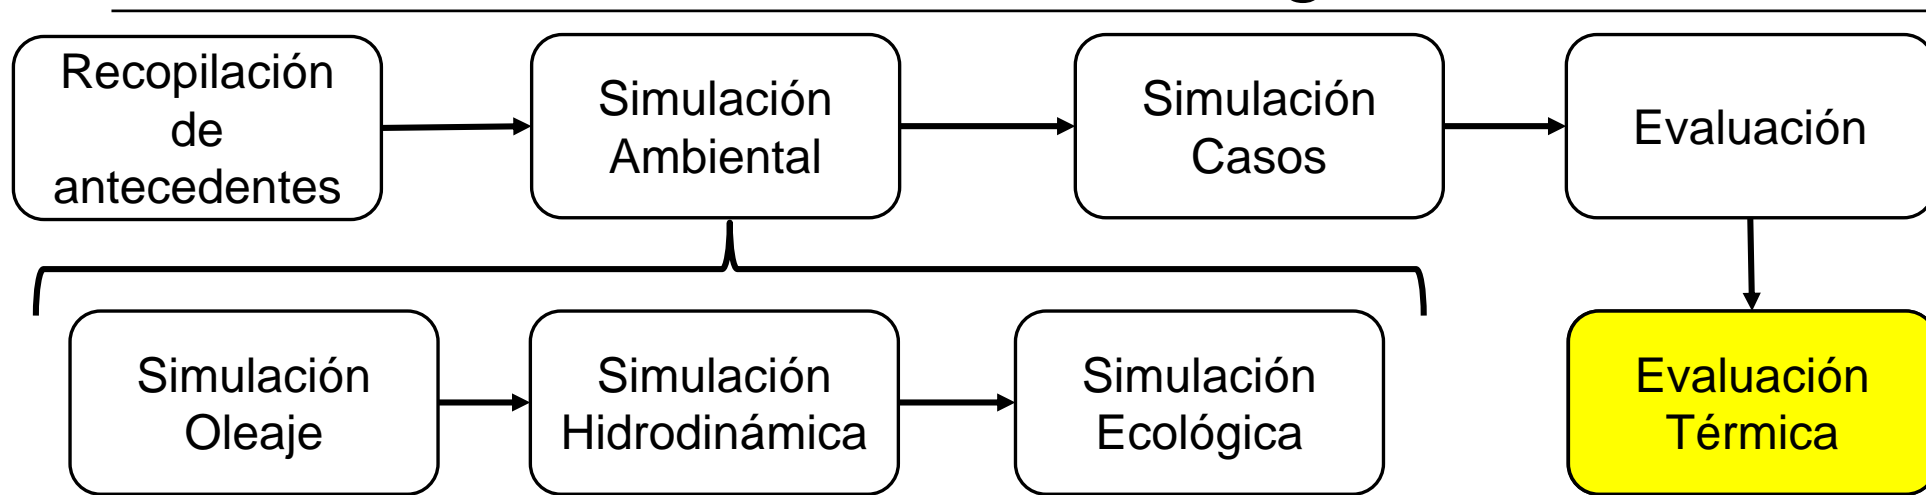 Recopilación
de
antecedentes
Simulación
Ambiental
Simulación
Casos
Evaluación
Simulación
Oleaje
Simulación
Hidrodinámica
Simulación
Ecológica
Evaluación
Térmica